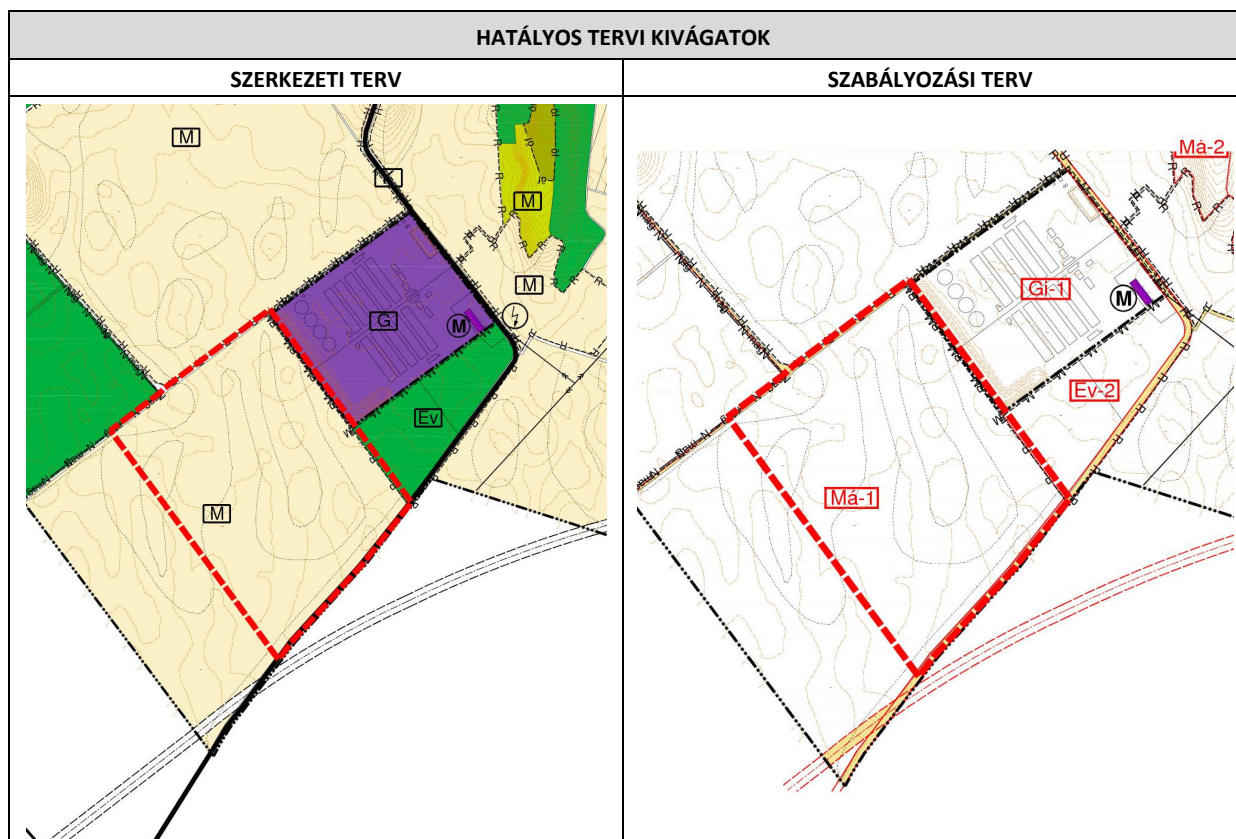 HATÁLYOS TERVI KIVÁGATOK
SZERKEZETI TERV
SZABÁLYOZÁSI TERV
M
M
M
G
M
Ev
M
Má-2
Gi-1
M
Ev-2
Má-1